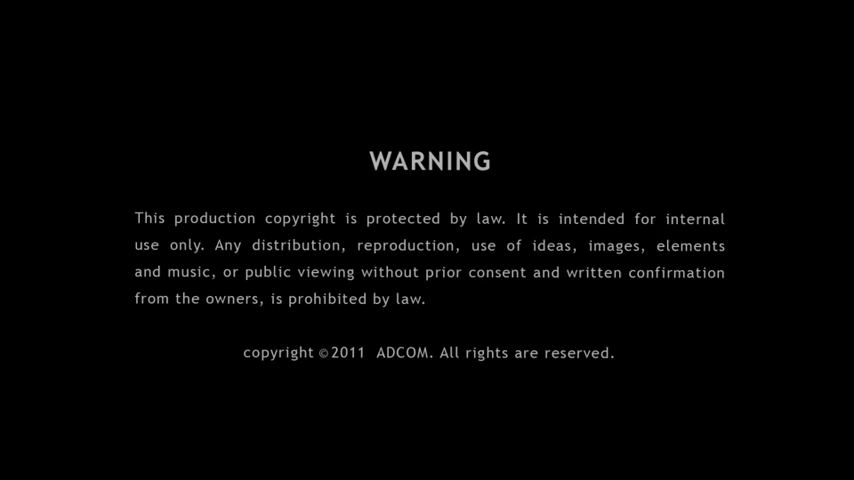 WARNING
This production copyright is protected by law. It is intended for internal
use only. Any distribution, reproduction, use of ideas, images, elements
and music, or public viewing without prior consent and written confirmation
from the owners, is prohibited by law.
copyright ©2011 ADCOM. All rights are reserved.